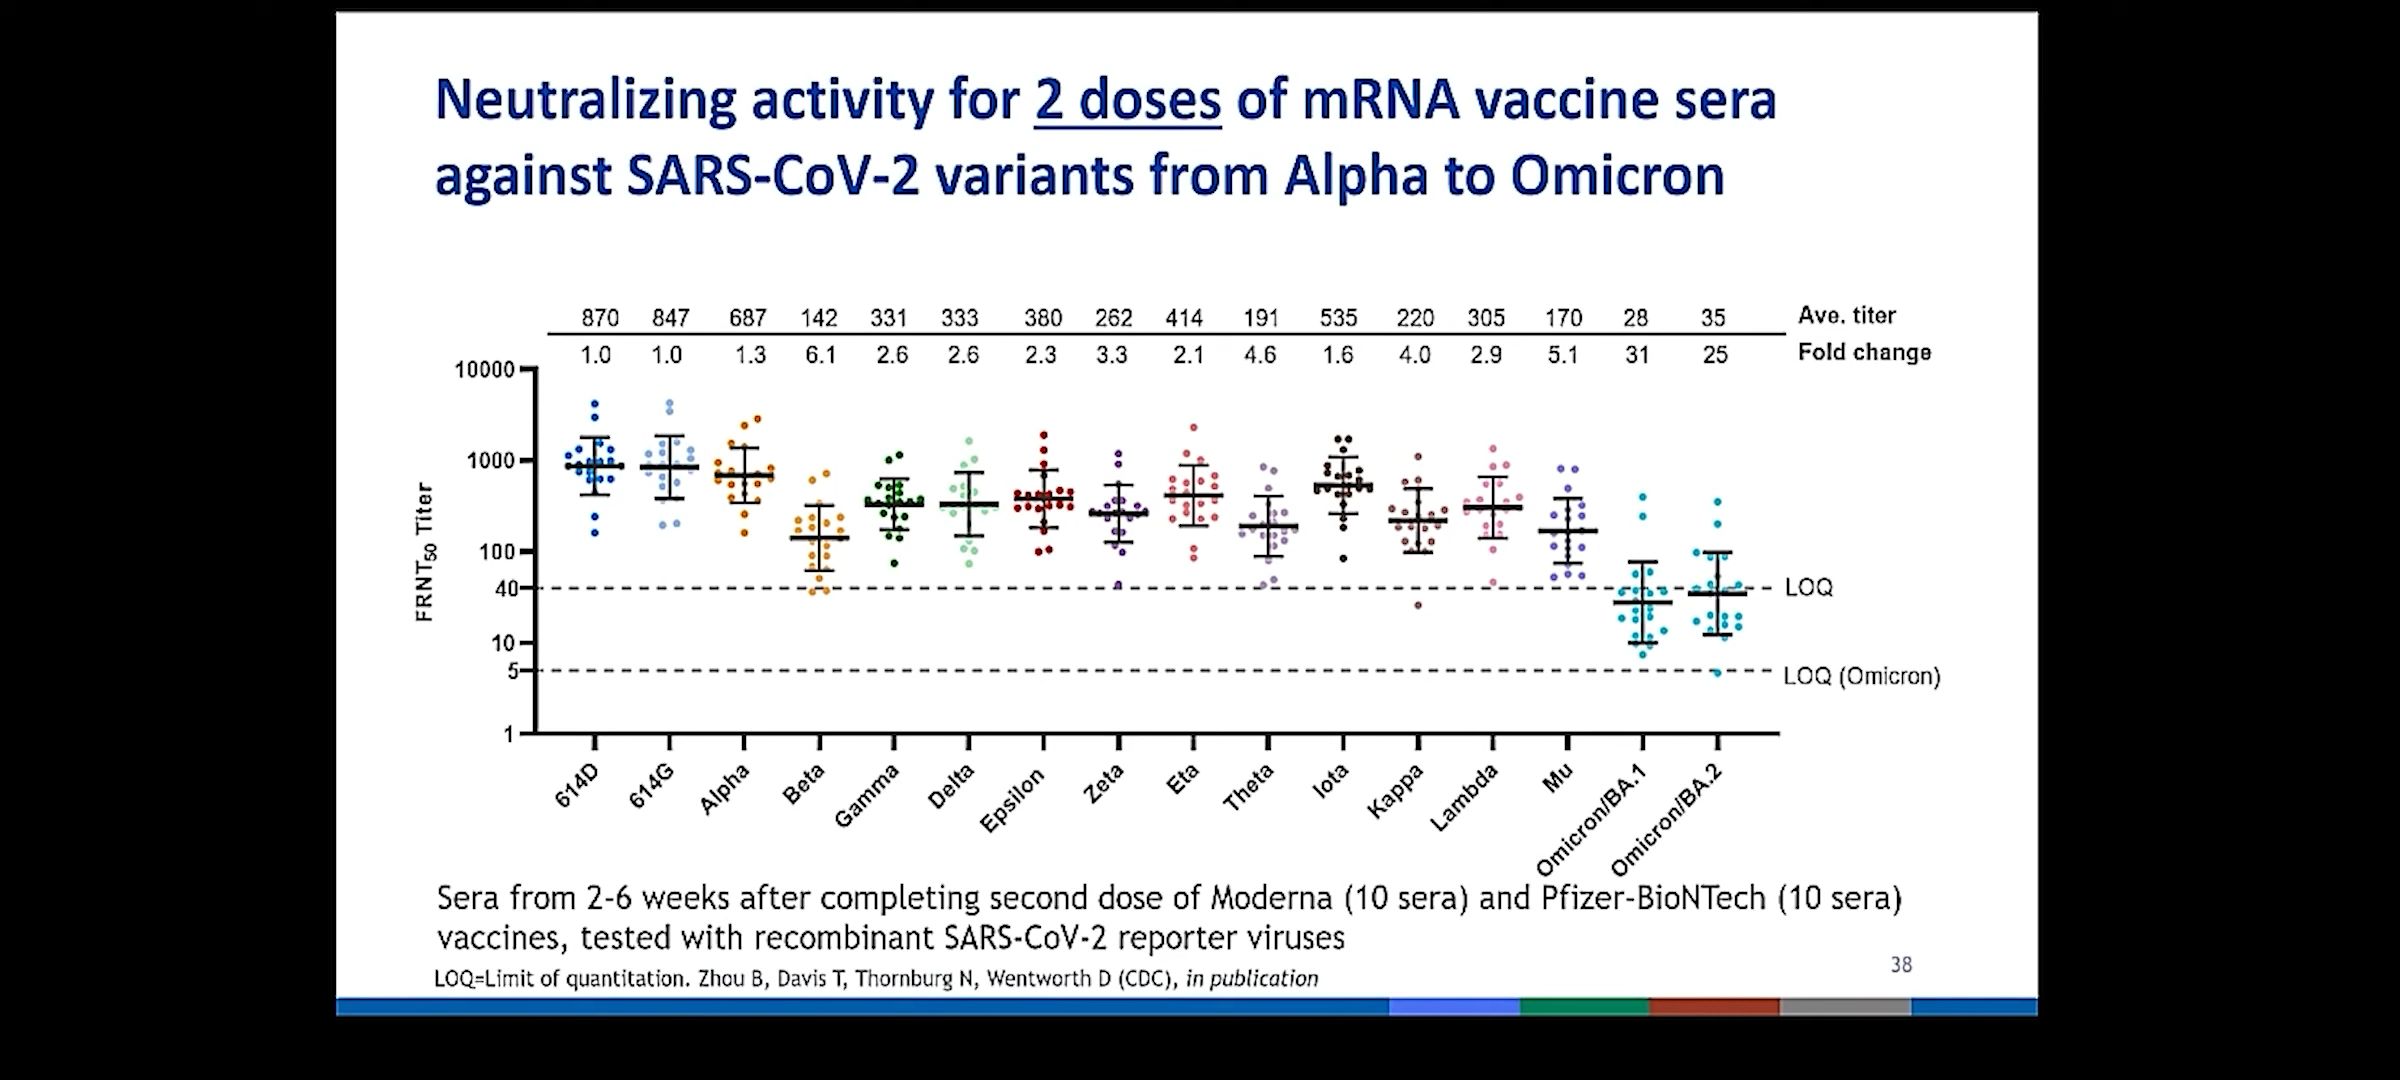 Neutralizing activity for 2 doses of mRNA vaccine sera
against SARS-CoV-2 variants from Alpha to Omicron
870 847 687 142 331 333 380 262 414 191 535 220 305 170 28 35 Ave. titer
1.0 1.0 1.3 6.1 2.6 2.6 2.3 3.3 2.1 4.6 1.6 4.0 2.9 5.1 31 25 Fold change
FRNT50 Titer
10000
1000
100
40
10
5
1
LOQ
LOQ (Omicron)
614D 614G Alpha Beta Gamma Delta Epsilon Zeta Eta Theta Iota Kappa Lambda Mu Omicron/BA.1 Omicron/BA.2
Sera from 2-6 weeks after completing second dose of Moderna (10 sera) and Pfizer-BioNTech (10 sera)
vaccines, tested with recombinant SARS-CoV-2 reporter viruses
LOQ=Limit of quantitation. Zhou B, Davis T, Thornburg N, Wentworth D (CDC), in publication
38